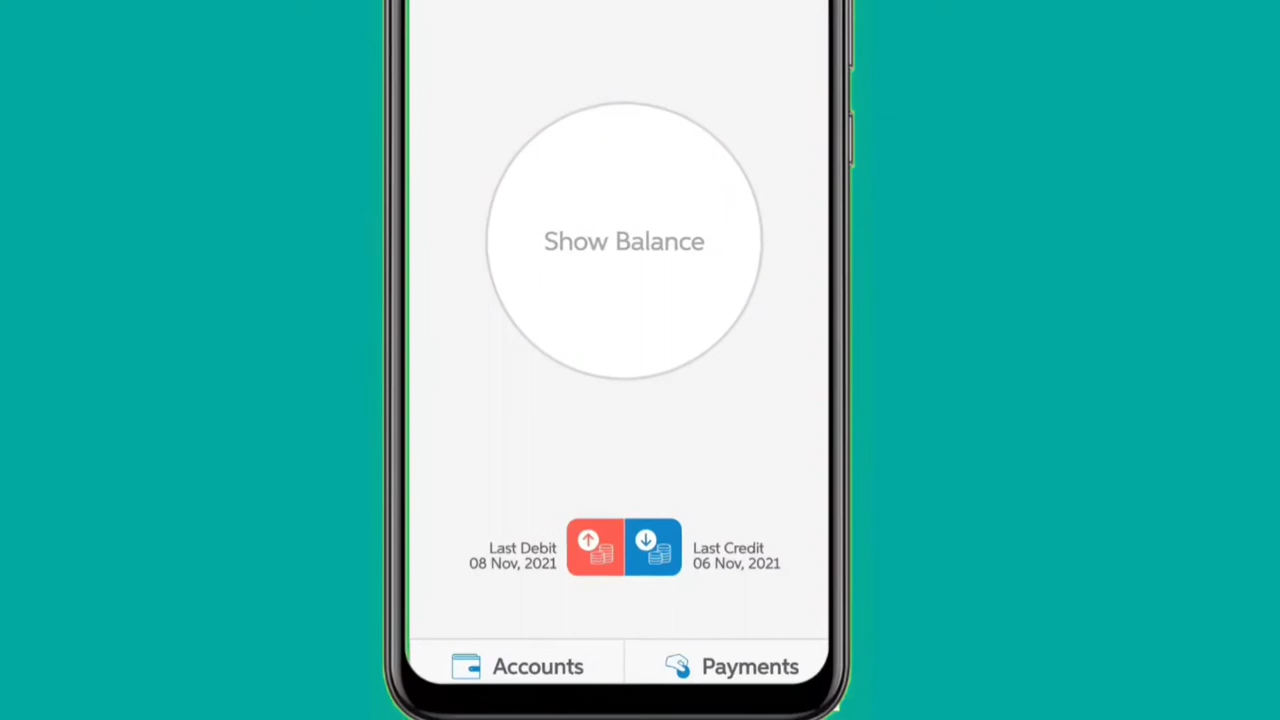 Show Balance
Last Debit
08 Nov, 2021
Last Credit
06 Nov, 2021
Accounts
Payments